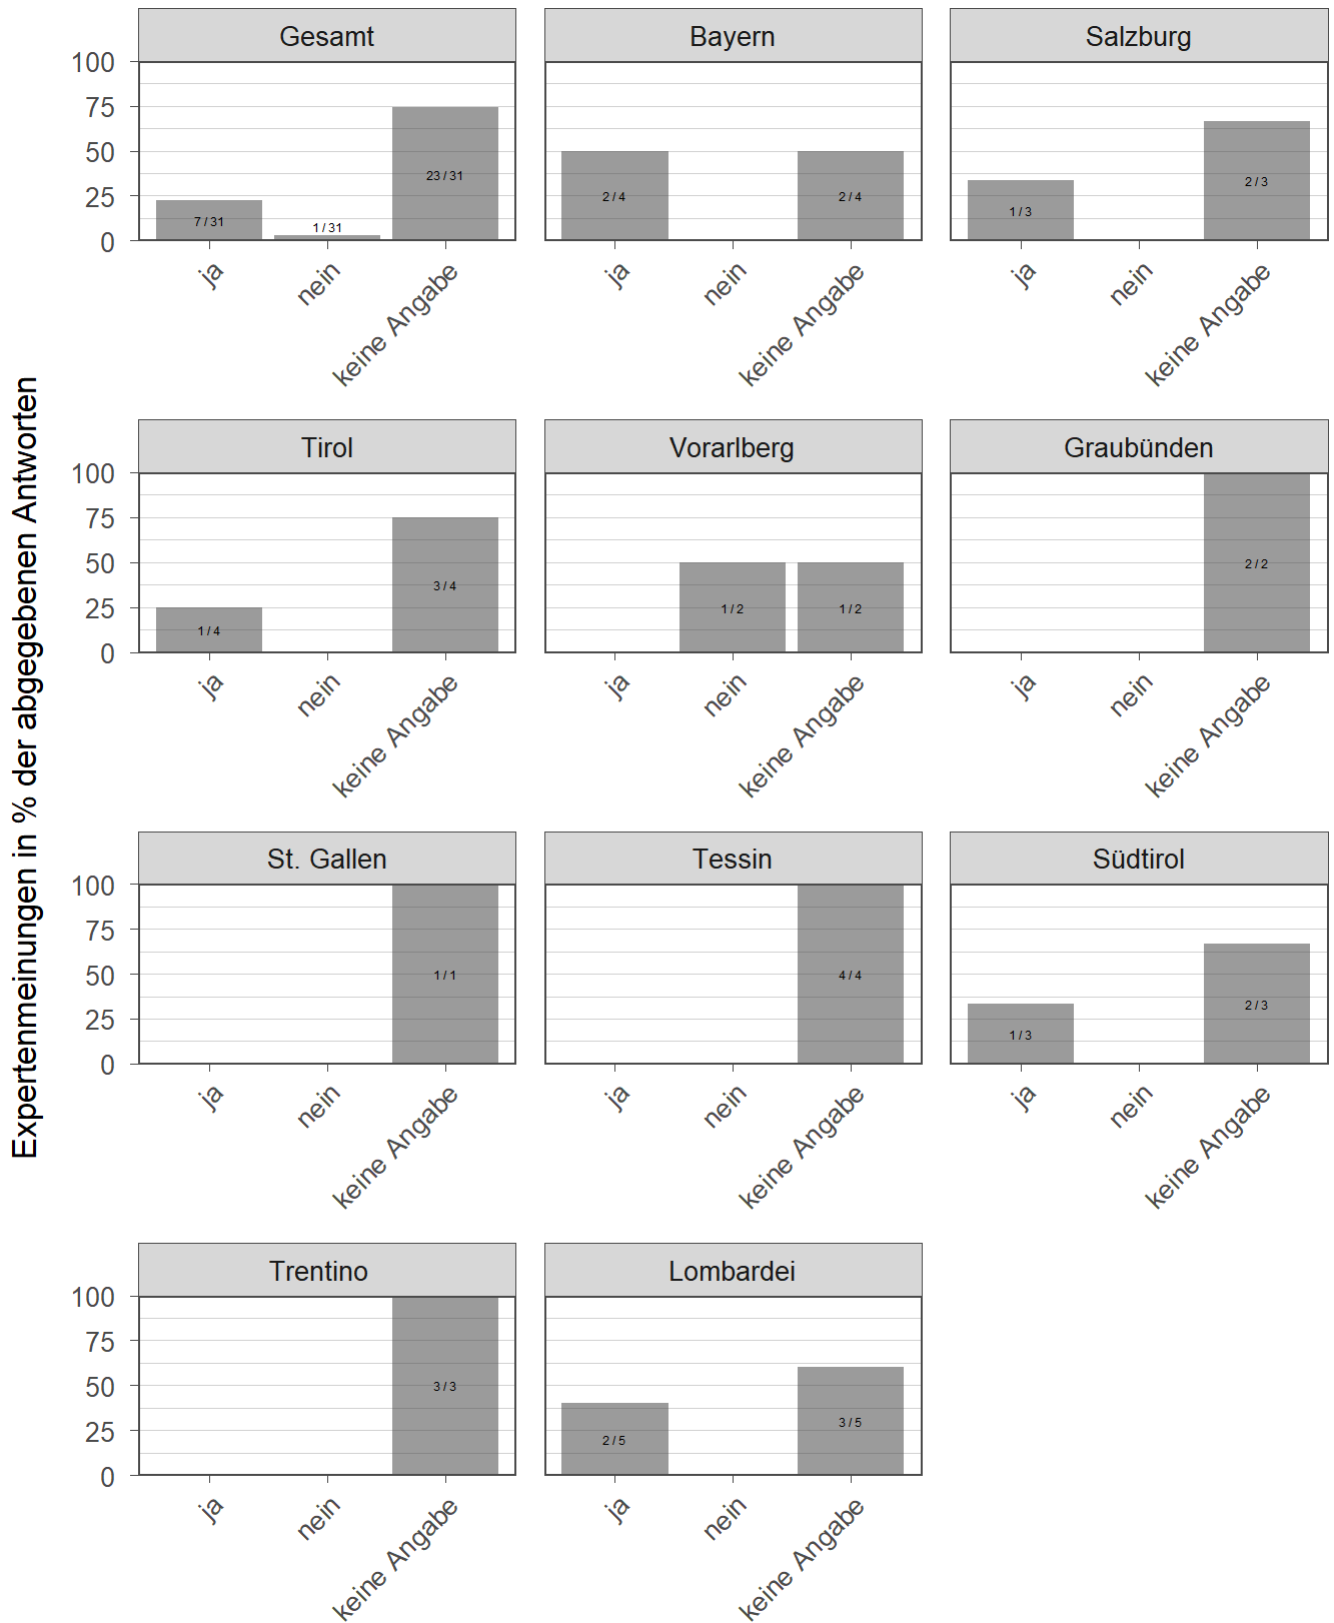 Expertenmeinungen in % der abgegebenen Antworten
Gesamt
100
75
50
25
0
7 / 31
1 / 31
23 / 31
ja
nein
keine Angabe
Bayern
2 / 4
2 / 4
ja
nein
keine Angabe
Salzburg
1 / 3
2 / 3
ja
nein
keine Angabe
Tirol
100
75
50
25
0
1 / 4
3 / 4
ja
nein
keine Angabe
Vorarlberg
1 / 2
1 / 2
ja
nein
keine Angabe
Graubünden
2 / 2
ja
nein
keine Angabe
St. Gallen
100
75
50
25
0
1 / 1
ja
nein
keine Angabe
Tessin
4 / 4
ja
nein
keine Angabe
Südtirol
1 / 3
2 / 3
ja
nein
keine Angabe
Trentino
100
75
50
25
0
3 / 3
ja
nein
keine Angabe
Lombardei
2 / 5
3 / 5
ja
nein
keine Angabe